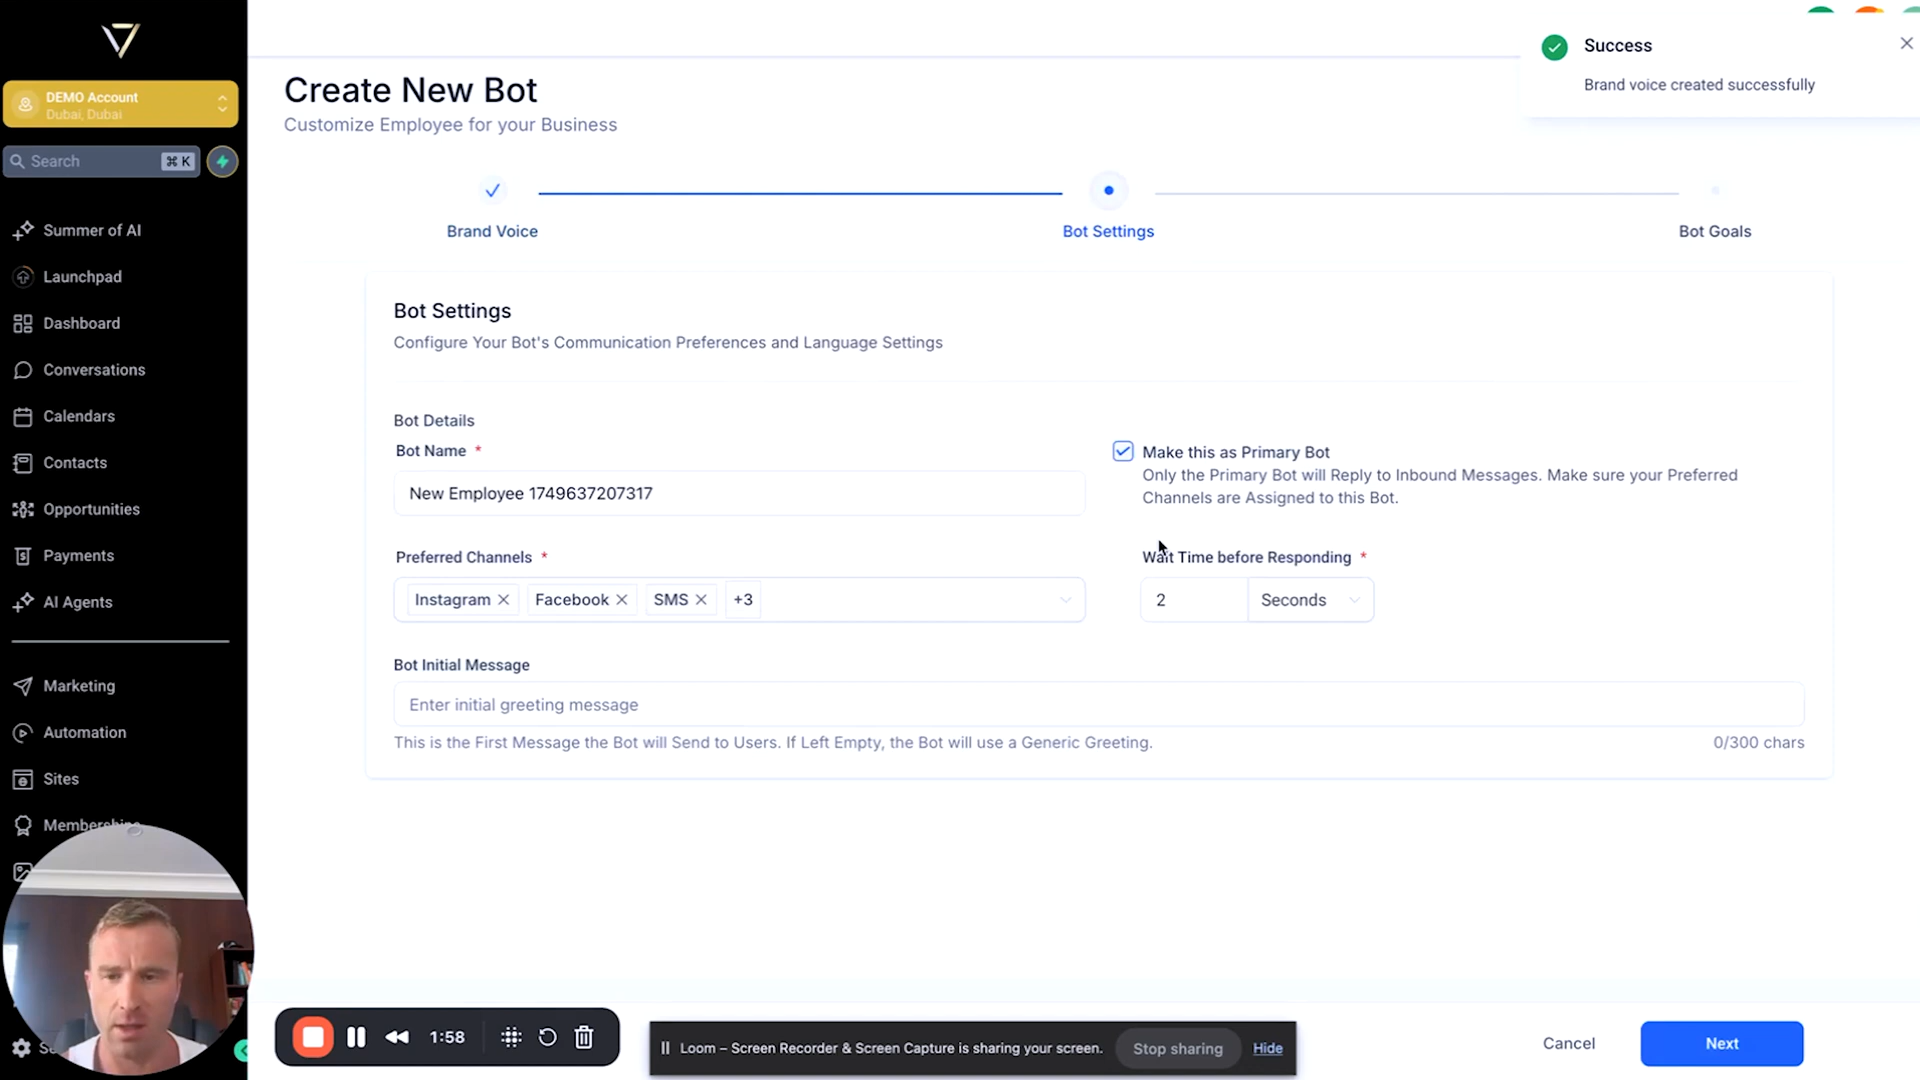 DEMO Account
Dubai, Dubai
Search
⌘ K
Summer of AI
Launchpad
Dashboard
Conversations
Calendars
Contacts
Opportunities
Payments
AI Agents
Marketing
Automation
Sites
Create New Bot
Customize Employee for your Business
Success
Brand voice created successfully
Brand Voice
Bot Settings
Bot Goals
Bot Settings
Configure Your Bot's Communication Preferences and Language Settings
Bot Details
Bot Name *
New Employee 1749637207317
Make this as Primary Bot
Only the Primary Bot will Reply to Inbound Messages. Make sure your Preferred
Channels are Assigned to this Bot.
Preferred Channels *
Instagram
Facebook
SMS
+3
Wait Time before Responding *
2
Seconds
Bot Initial Message
Enter initial greeting message
This is the First Message the Bot will Send to Users. If Left Empty, the Bot will use a Generic Greeting.
0/300 chars
1:58
Loom – Screen Recorder & Screen Capture is sharing your screen.
Stop sharing
Hide
Cancel
Next